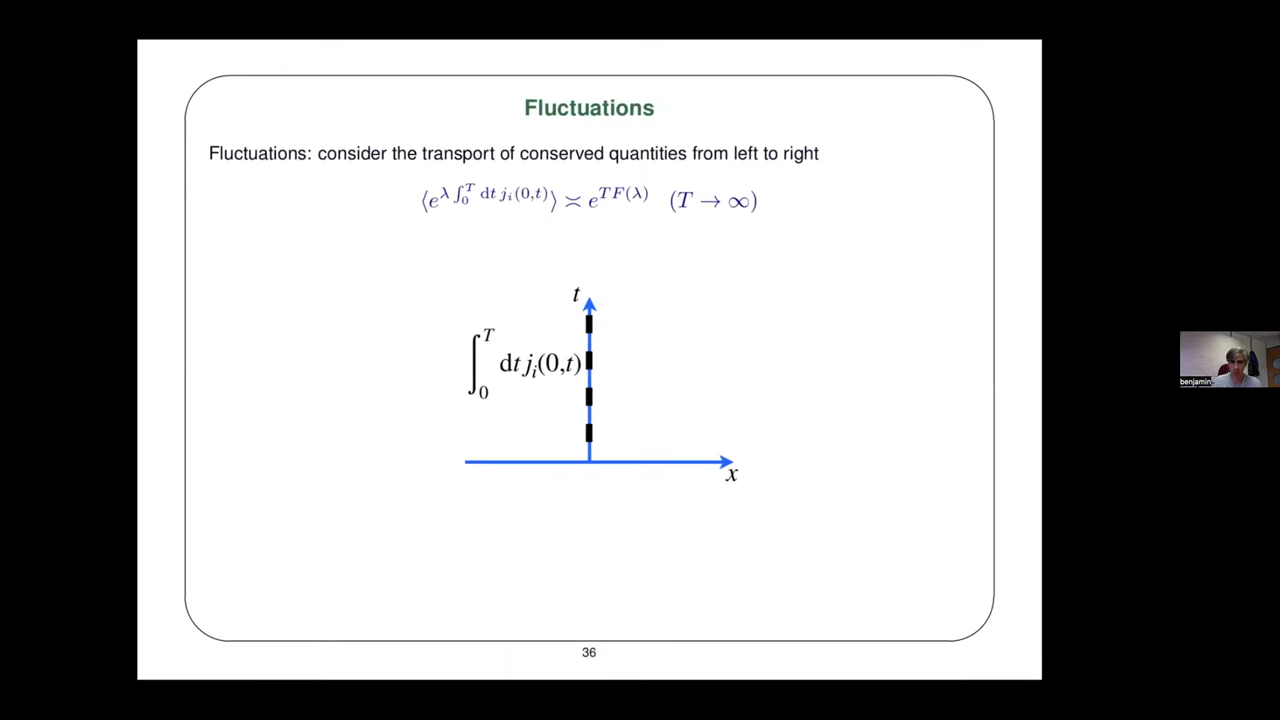 Fluctuations
Fluctuations: consider the transport of conserved quantities from left to right
⟨e^{λ ∫_0^T dt j_i(0,t)}⟩ ≍ e^{TF(λ)} (T → ∞)
t
∫_0^T dt j_i(0,t)
x
benjamin
36